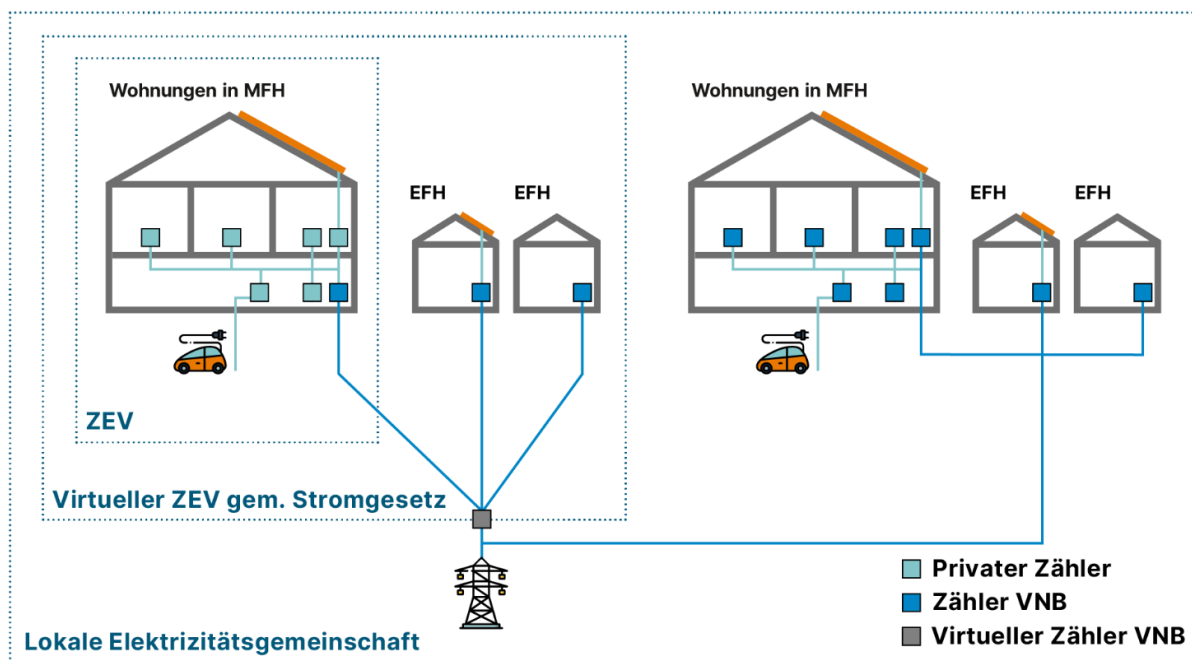 Wohnungen in MFH
Wohnungen in MFH
EFH
EFH
EFH
EFH
ZEV
Virtueller ZEV gem. Stromgesetz
Privater Zähler
Zähler VNB
Virtueller Zähler VNB
Lokale Elektrizitätsgemeinschaft